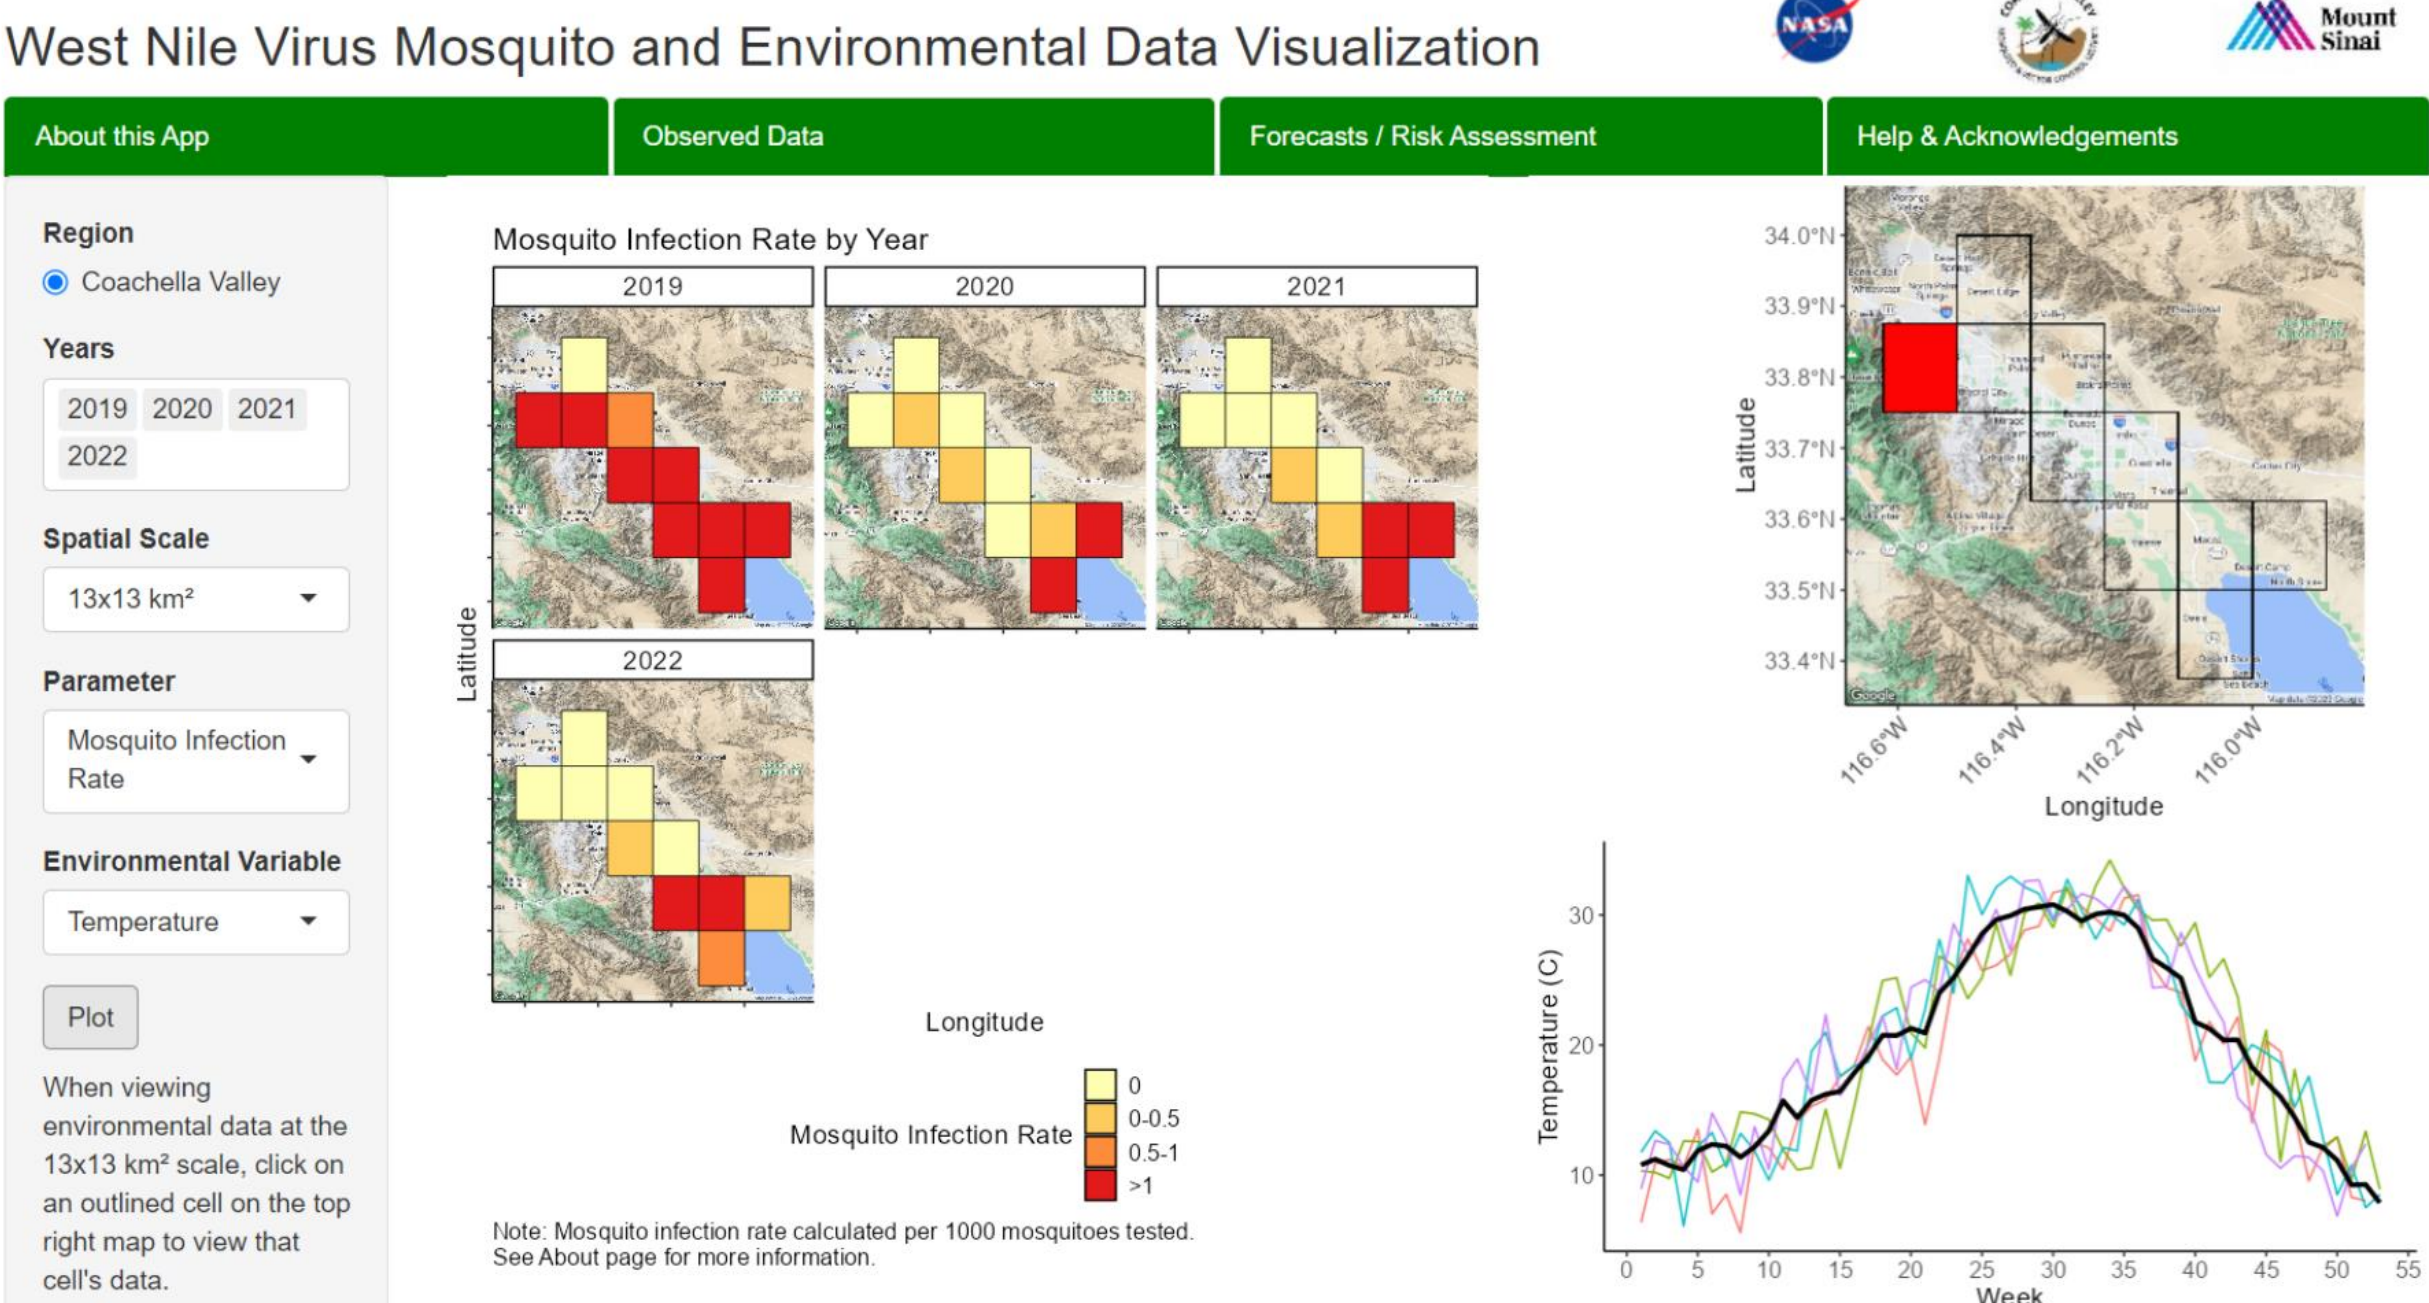 West Nile Virus Mosquito and Environmental Data Visualization
NASA
Mount
Sinai
About this App
Observed Data
Forecasts / Risk Assessment
Help & Acknowledgements
Region
Coachella Valley
Years
2019 2020 2021
2022
Spatial Scale
13x13 km²
Parameter
Mosquito Infection
Rate
Environmental Variable
Temperature
Plot
When viewing
environmental data at the
13x13 km² scale, click on
an outlined cell on the top
right map to view that
cell's data.
Mosquito Infection Rate by Year
2019
2020
2021
2022
Latitude
Longitude
Mosquito Infection Rate
0
0-0.5
0.5-1
>1
Note: Mosquito infection rate calculated per 1000 mosquitoes tested.
See About page for more information.
Latitude
34.0°N
33.9°N
33.8°N
33.7°N
33.6°N
33.5°N
33.4°N
Desert Edge
Google
116.6°W
116.4°W
116.2°W
116.0°W
Longitude
Temperature (C)
30
20
10
0 5 10 15 20 25 30 35 40 45 50 55
Week